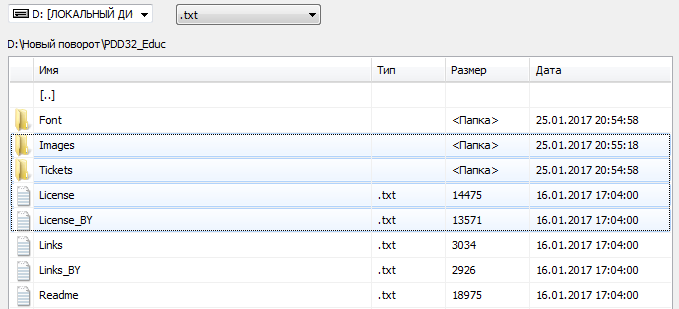 D: [ЛОКАЛЬНЫЙ ДИ .txt
D:\Новый поворот\PDD32_Educ
Имя Тип Размер Дата
[..]
Font <Папка> 25.01.2017 20:54:58
Images <Папка> 25.01.2017 20:55:18
Tickets <Папка> 25.01.2017 20:54:58
License .txt 14475 16.01.2017 17:04:00
License_BY .txt 13571 16.01.2017 17:04:00
Links .txt 3034 16.01.2017 17:04:00
Links_BY .txt 2926 16.01.2017 17:04:00
Readme .txt 18975 16.01.2017 17:04:00